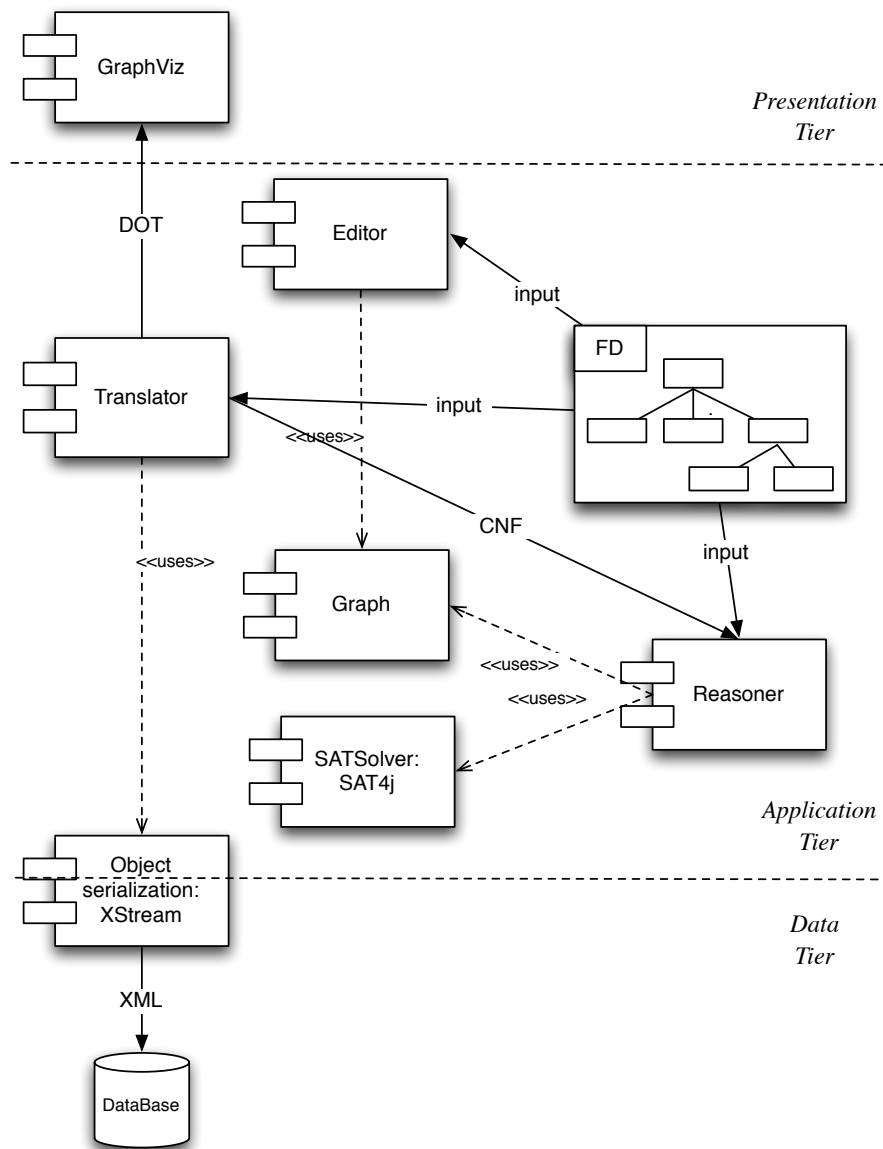 GraphViz
Presentation
Tier
DOT
Editor
input
FD
Translator
input
<<uses>>
CNF
input
<<uses>>
Graph
<<uses>>
Reasoner
<<uses>>
SATSolver:
SAT4j
Application
Tier
Object
serialization:
XStream
Data
Tier
XML
DataBase